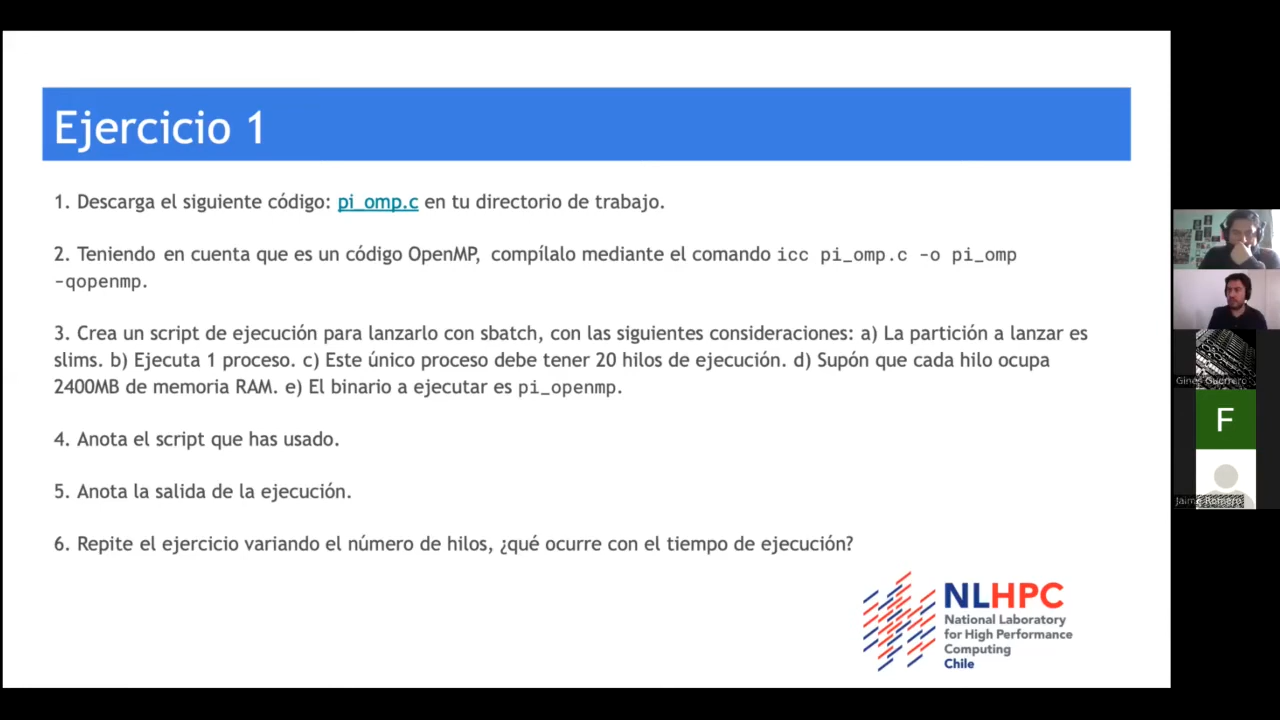 Ejercicio 1
1. Descarga el siguiente código: pi_omp.c en tu directorio de trabajo.
2. Teniendo en cuenta que es un código OpenMP, compílalo mediante el comando icc pi_omp.c -o pi_omp
-qopenmp.
3. Crea un script de ejecución para lanzarlo con sbatch, con las siguientes consideraciones: a) La partición a lanzar es
slims. b) Ejecuta 1 proceso. c) Este único proceso debe tener 20 hilos de ejecución. d) Supón que cada hilo ocupa
2400MB de memoria RAM. e) El binario a ejecutar es pi_openmp.
4. Anota el script que has usado.
5. Anota la salida de la ejecución.
6. Repite el ejercicio variando el número de hilos, ¿qué ocurre con el tiempo de ejecución?
NLHPC
National Laboratory
for High Performance
Computing
Chile
Gines Guerrero
F
Jaime Romero